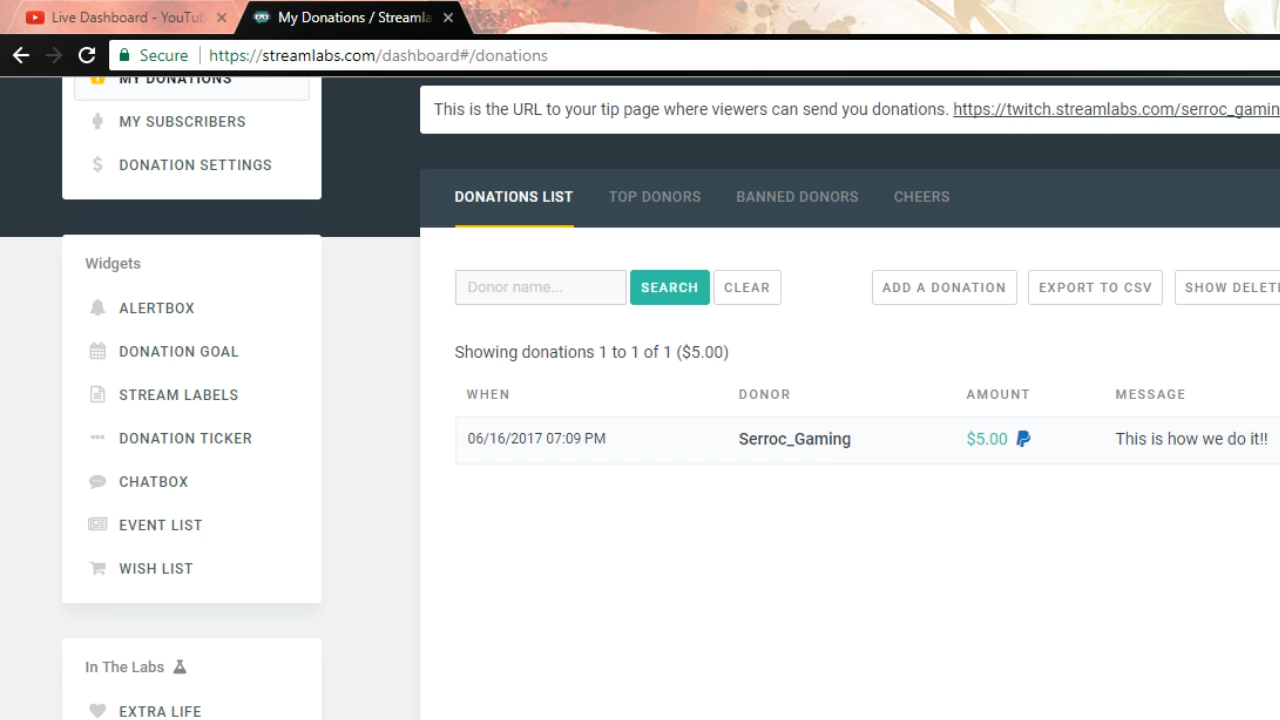 Live Dashboard - YouTub
My Donations / Streamla
Secure
https://streamlabs.com/dashboard#/donations
MY DONATIONS
MY SUBSCRIBERS
DONATION SETTINGS
Widgets
ALERTBOX
DONATION GOAL
STREAM LABELS
DONATION TICKER
CHATBOX
EVENT LIST
WISH LIST
In The Labs
EXTRA LIFE
This is the URL to your tip page where viewers can send you donations. https://twitch.streamlabs.com/serroc_gamin
DONATIONS LIST
TOP DONORS
BANNED DONORS
CHEERS
Donor name...
SEARCH
CLEAR
ADD A DONATION
EXPORT TO CSV
SHOW DELETE
Showing donations 1 to 1 of 1 ($5.00)
WHEN DONOR AMOUNT MESSAGE
06/16/2017 07:09 PM Serroc_Gaming $5.00 This is how we do it!!